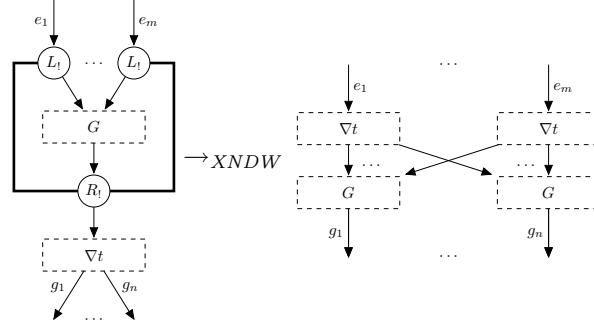 e₁ eₘ
L! ... L!
G
R!
∇t
g₁ gₙ
...
→XNDW
...
e₁ eₘ
∇t ∇t
... ...
G G
g₁ gₙ
...